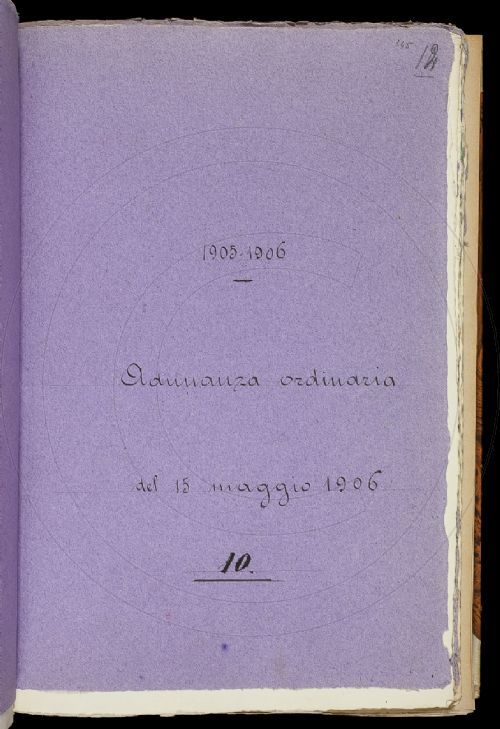 145
12
1905-1906
Adunanza ordinaria
del 15 maggio 1906
10.